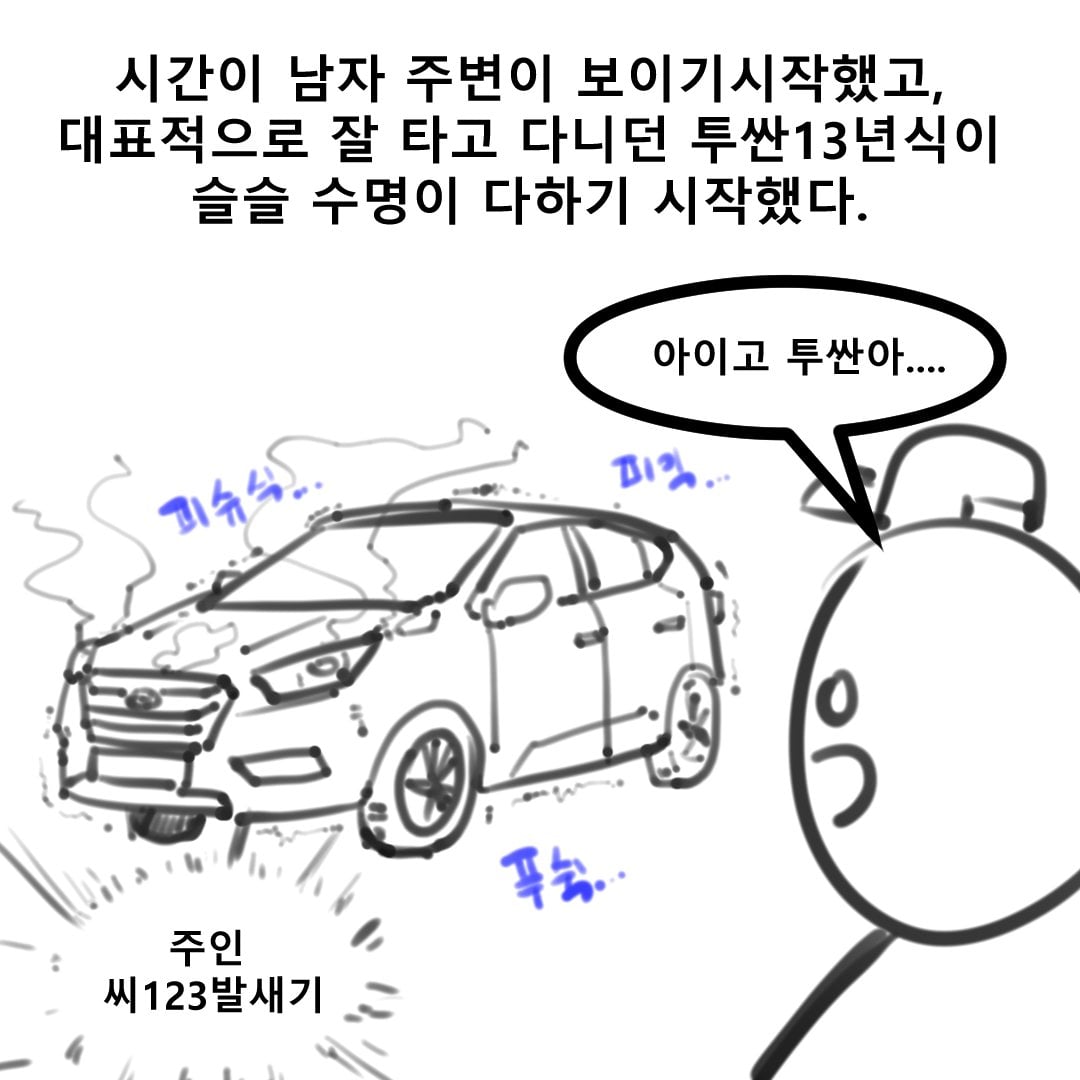 시간이 남자 주변이 보이기시작했고,
대표적으로 잘 타고 다니던 투싼13년식이
슬슬 수명이 다하기 시작했다.
아이고 투싼아....
피슈식...
피킥...
푸슉...
주인
씨123발새기